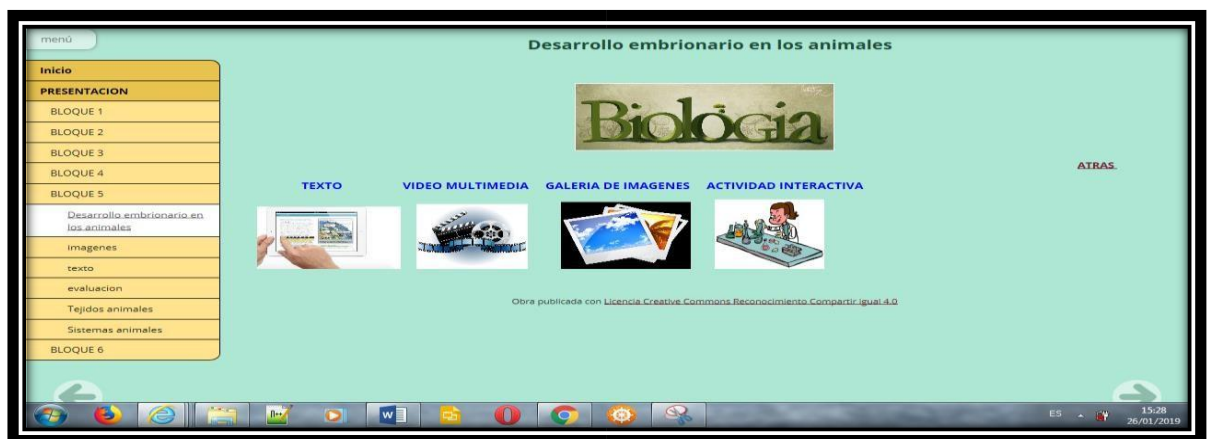 menú
Desarrollo embrionario en los animales
Inicio
PRESENTACION
BLOQUE 1
BLOQUE 2
BLOQUE 3
BLOQUE 4
BLOQUE 5
Desarrollo embrionario en
los animales
imagenes
texto
evaluacion
Tejidos animales
Sistemas animales
BLOQUE 6
Biología
ATRAS
TEXTO VIDEO MULTIMEDIA GALERIA DE IMAGENES ACTIVIDAD INTERACTIVA
Obra publicada con Licencia Creative Commons Reconocimiento Compartir igual 4.0
ES 15:28
26/01/2019